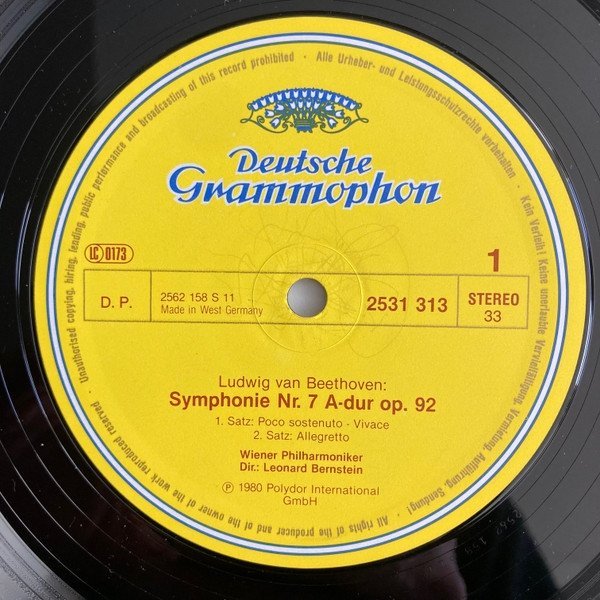 Alle Urheber- und Leistungsschutzrechte vorbehalten · Kein Verleih! Keine unerlaubte Vervielfältigung, Vermietung, Aufführung, Sendung! · All rights of the producer and of the owner of the work reproduced reserved · Unauthorised copying, hiring, lending, public performance and broadcasting of this record prohibited ·
Deutsche
Grammophon
LC 0173
1
D. P.
2562 158 S 11
Made in West Germany
2531 313
STEREO
33
Ludwig van Beethoven:
Symphonie Nr. 7 A-dur op. 92
1. Satz: Poco sostenuto · Vivace
2. Satz: Allegretto
Wiener Philharmoniker
Dir.: Leonard Bernstein
℗ 1980 Polydor International
GmbH